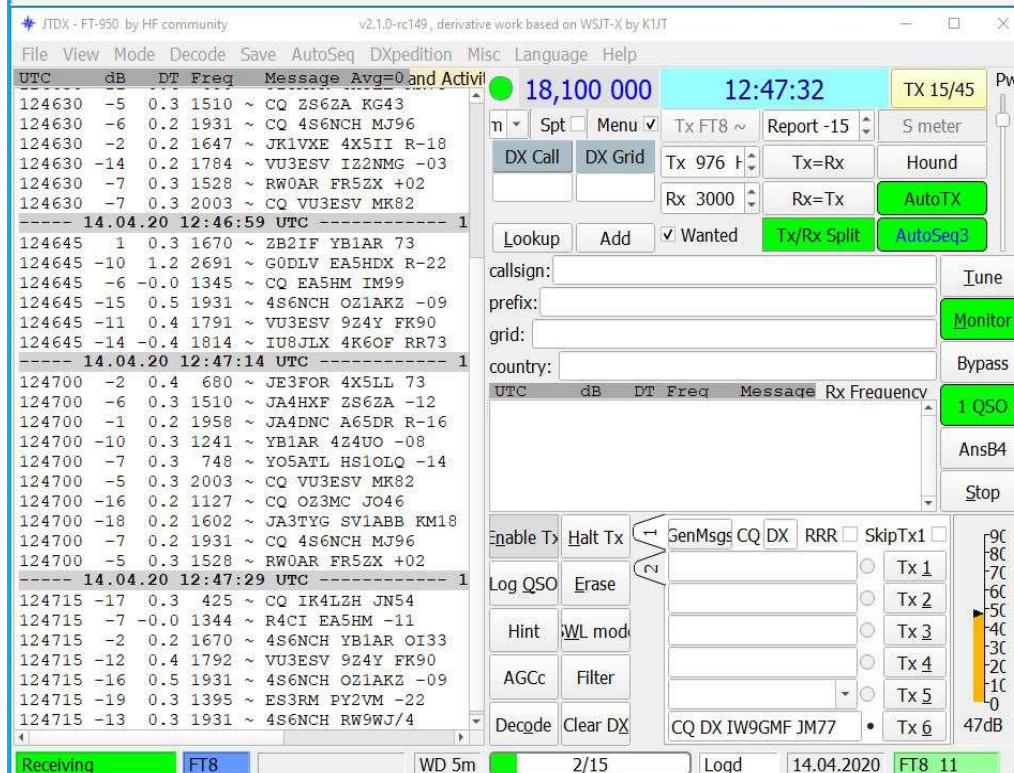 JTDX - FT-950 by HF community v2.1.0-rc149 , derivative work based on WSJT-X by K1JT
File View Mode Decode Save AutoSeq DXpedition Misc Language Help
UTC dB DT Freq Message Avg=0 and Activi
124630 -5 0.3 1510 ~ CQ ZS6ZA KG43
124630 -6 0.2 1931 ~ CQ 4S6NCH MJ96
124630 -2 0.2 1647 ~ JK1VXE 4X5II R-18
124630 -14 0.2 1784 ~ VU3ESV IZ2NMG -03
124630 -7 0.3 1528 ~ RW0AR FR5ZX +02
124630 -7 0.3 2003 ~ CQ VU3ESV MK82
----- 14.04.20 12:46:59 UTC ------------ 1
124645 1 0.3 1670 ~ ZB2IF YB1AR 73
124645 -10 1.2 2691 ~ G0DLV EA5HDX R-22
124645 -6 -0.0 1345 ~ CQ EA5HM IM99
124645 -15 0.5 1931 ~ 4S6NCH OZ1AKZ -09
124645 -11 0.4 1791 ~ VU3ESV 9Z4Y FK90
124645 -14 -0.4 1814 ~ IU8JLX 4K6OF RR73
----- 14.04.20 12:47:14 UTC ------------ 1
124700 -2 0.4 680 ~ JE3FOR 4X5LL 73
124700 -6 0.3 1510 ~ JA4HXF ZS6ZA -12
124700 -1 0.2 1958 ~ JA4DNC A65DR R-16
124700 -10 0.3 1241 ~ YB1AR 4Z4UO -08
124700 -7 0.3 748 ~ YO5ATL HS1OLQ -14
124700 -5 0.3 2003 ~ CQ VU3ESV MK82
124700 -16 0.2 1127 ~ CQ OZ3MC JO46
124700 -18 0.2 1602 ~ JA3TYG SV1ABB KM18
124700 -7 0.2 1931 ~ CQ 4S6NCH MJ96
124700 -5 0.3 1528 ~ RW0AR FR5ZX +02
----- 14.04.20 12:47:29 UTC ------------ 1
124715 -17 0.3 425 ~ CQ IK4LZH JN54
124715 -7 -0.0 1344 ~ R4CI EA5HM -11
124715 -2 0.2 1670 ~ 4S6NCH YB1AR OI33
124715 -12 0.4 1792 ~ VU3ESV 9Z4Y FK90
124715 -16 0.5 1931 ~ 4S6NCH OZ1AKZ -09
124715 -19 0.3 1395 ~ ES3RM PY2VM -22
124715 -13 0.3 1931 ~ 4S6NCH RW9WJ/4
18,100 000 12:47:32 TX 15/45 Pw
m Spt Menu Tx FT8 ~ Report -15 S meter
DX Call DX Grid Tx 976 H Tx=Rx Hound
Rx 3000 Rx=Tx AutoTX
Lookup Add Wanted Tx/Rx Split AutoSeq3
callsign: Tune
prefix:
Monitor
grid:
country: Bypass
UTC dB DT Freq Message Rx Frequency
1 QSO
AnsB4
Stop
Enable Tx Halt Tx 1 GenMsgs CQ DX RRR SkipTx1
2 Tx 1
Log QSO Erase Tx 2
Hint SWL mode Tx 3
Tx 4
AGCc Filter Tx 5
Decode Clear DX CQ DX IW9GMF JM77 Tx 6
90
80
70
60
50
40
30
20
10
0
47dB
Receiving FT8 WD 5m 2/15 Logd 14.04.2020 FT8 11